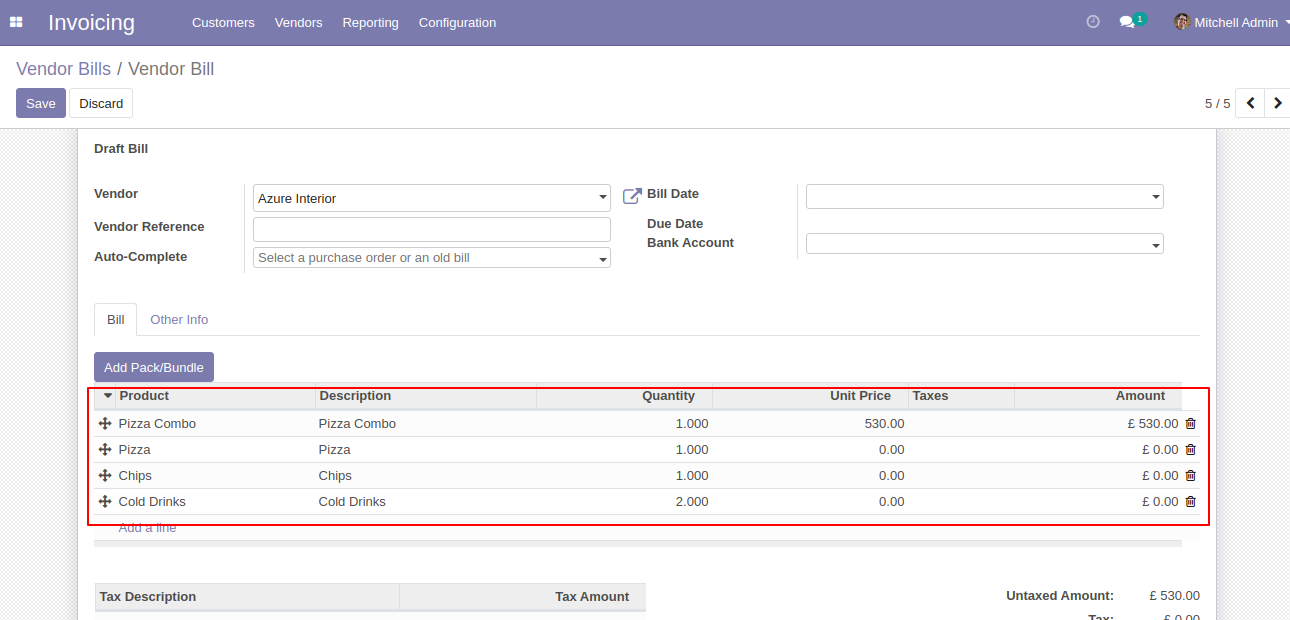 Invoicing Customers Vendors Reporting Configuration 1 Mitchell Admin
Vendor Bills / Vendor Bill
Save Discard 5 / 5
Draft Bill
Vendor Azure Interior Bill Date
Vendor Reference Due Date
Bank Account
Auto-Complete Select a purchase order or an old bill
Bill Other Info
Add Pack/Bundle
Product Description Quantity Unit Price Taxes Amount
Pizza Combo Pizza Combo 1.000 530.00 £ 530.00
Pizza Pizza 1.000 0.00 £ 0.00
Chips Chips 1.000 0.00 £ 0.00
Cold Drinks Cold Drinks 2.000 0.00 £ 0.00
Add a line
Tax Description Tax Amount Untaxed Amount: £ 530.00
Tax: £ 0.00